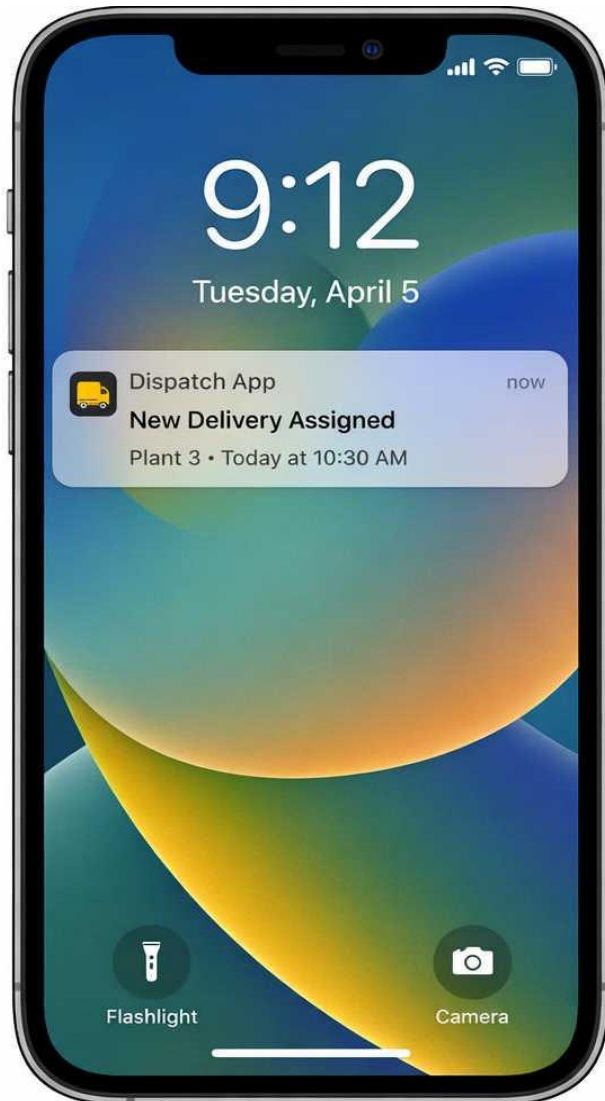 9:12
Tuesday, April 5
Dispatch App now
New Delivery Assigned
Plant 3 • Today at 10:30 AM
Flashlight Camera